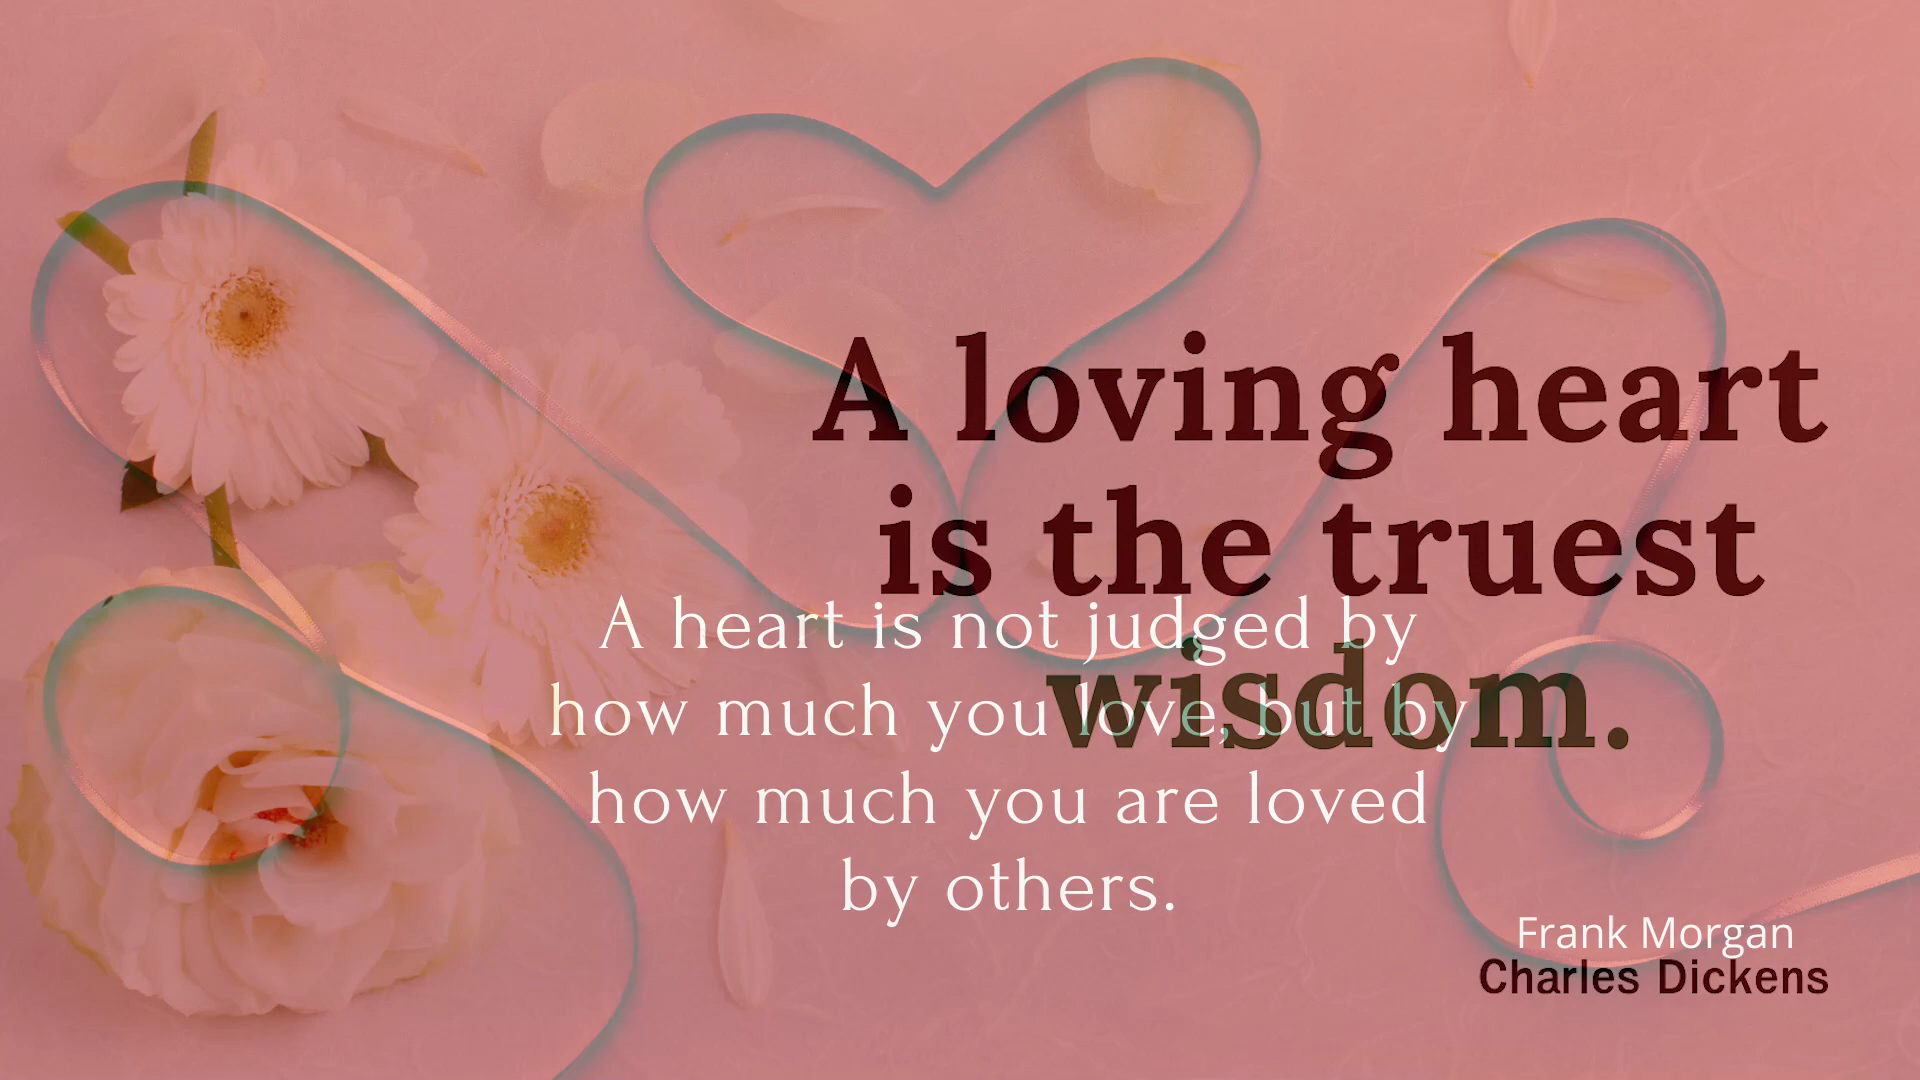 A loving heart
is the truest
wisdom.
A heart is not judged by
how much you love, but by
how much you are loved
by others.
Frank Morgan
Charles Dickens